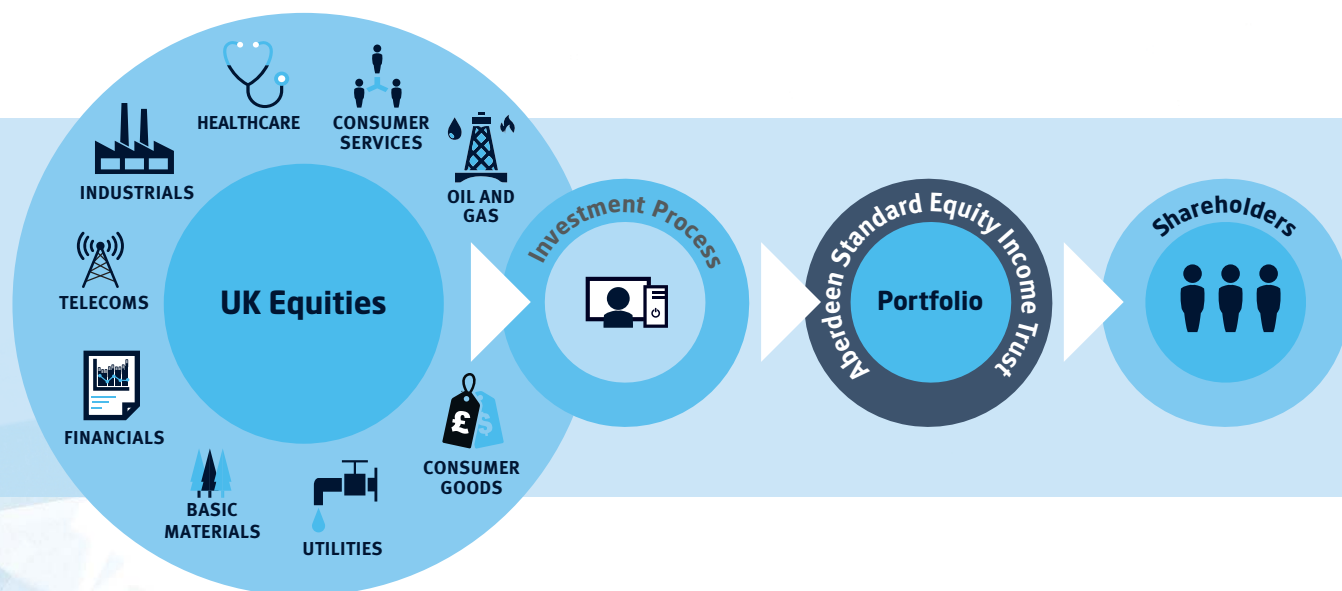 HEALTHCARE
CONSUMER
SERVICES
INDUSTRIALS
OIL AND
GAS
TELECOMS
UK Equities
FINANCIALS
£
$
CONSUMER
GOODS
BASIC
MATERIALS
UTILITIES
Investment Process
Aberdeen Standard Equity Income Trust
Portfolio
Shareholders